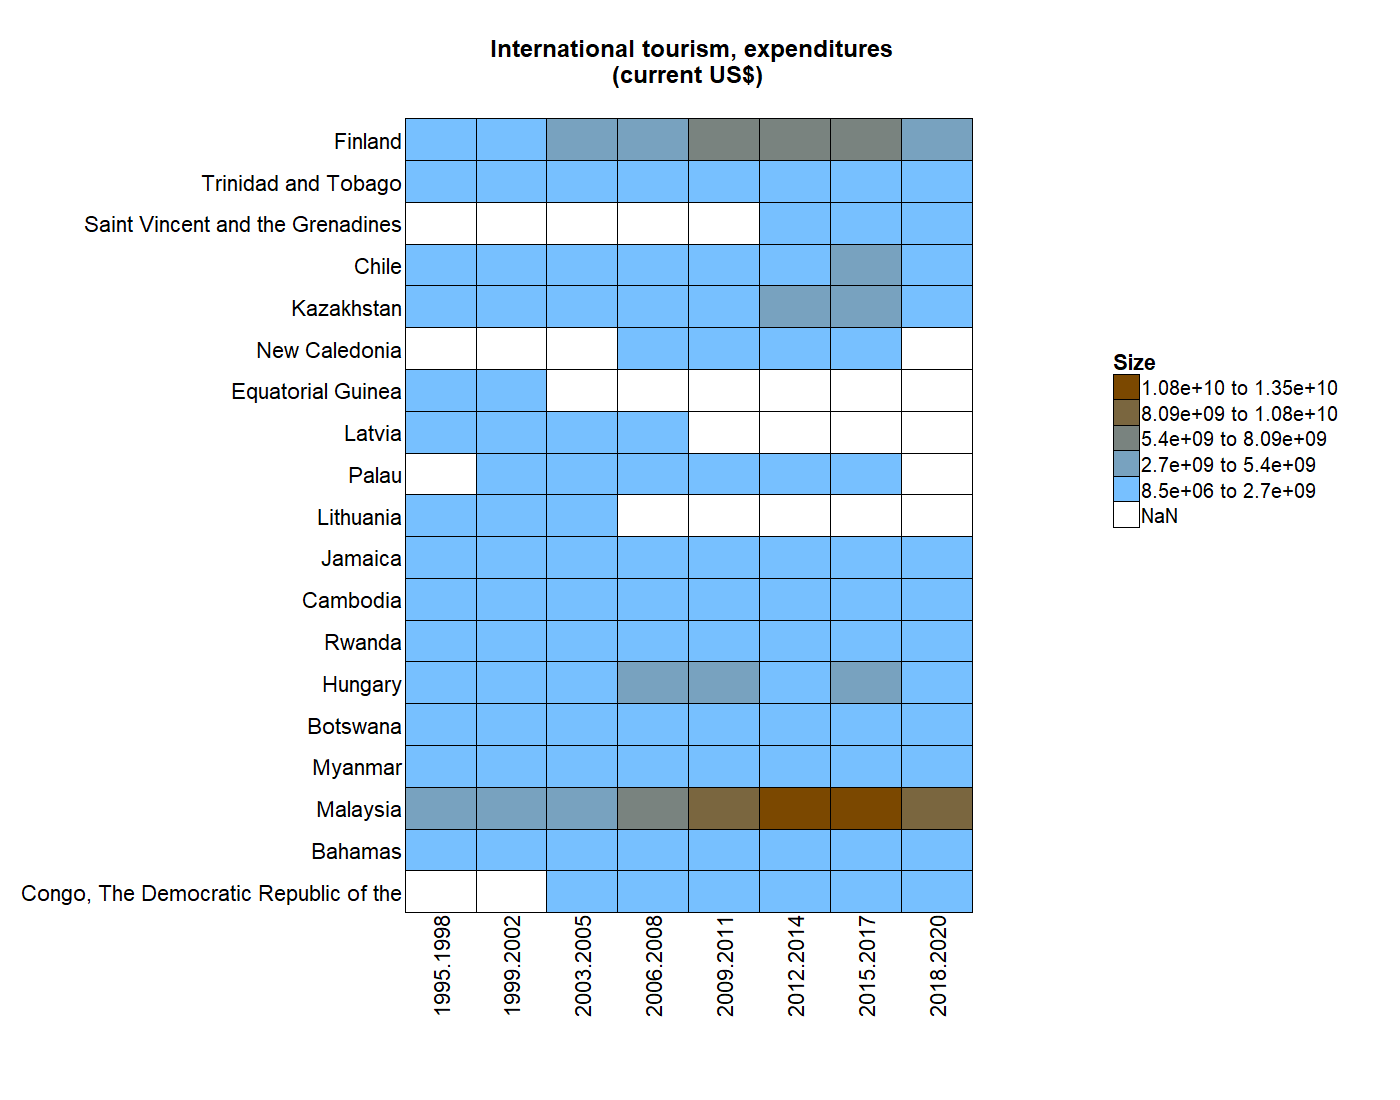 International tourism, expenditures
(current US$)
Finland
Trinidad and Tobago
Saint Vincent and the Grenadines
Chile
Kazakhstan
New Caledonia
Equatorial Guinea
Latvia
Palau
Lithuania
Jamaica
Cambodia
Rwanda
Hungary
Botswana
Myanmar
Malaysia
Bahamas
Congo, The Democratic Republic of the
1995.1998
1999.2002
2003.2005
2006.2008
2009.2011
2012.2014
2015.2017
2018.2020
Size
1.08e+10 to 1.35e+10
8.09e+09 to 1.08e+10
5.4e+09 to 8.09e+09
2.7e+09 to 5.4e+09
8.5e+06 to 2.7e+09
NaN